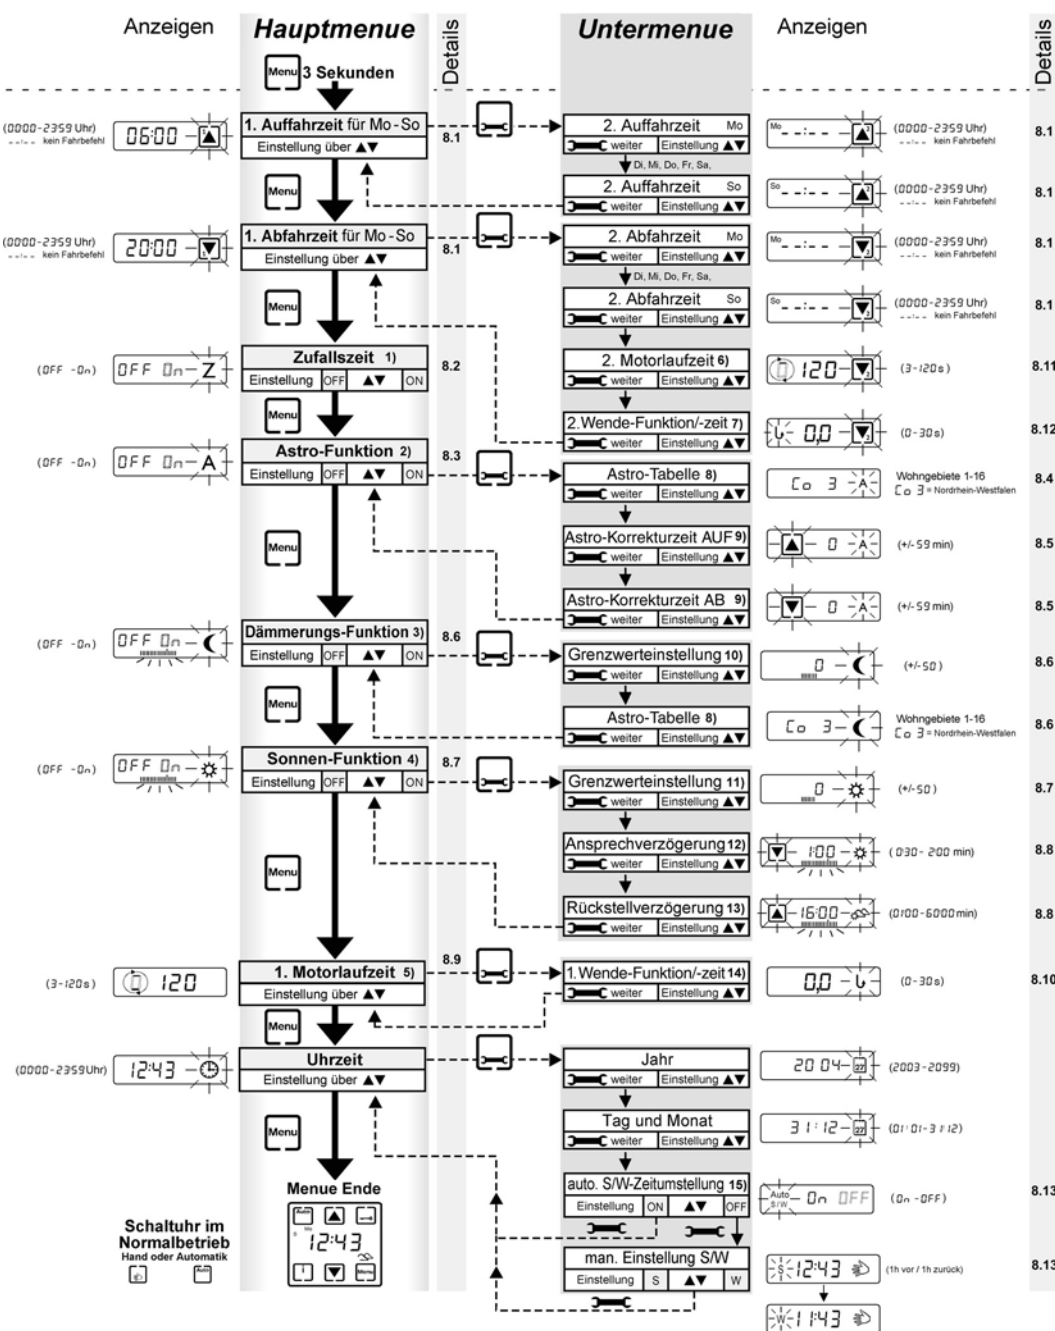 Anzeigen Hauptmenue Details Untermenue Anzeigen Details
Menu 3 Sekunden
(0000-2359 Uhr)
--:-- kein Fahrbefehl
06:00
1. Auffahrzeit für Mo-So
Einstellung über ▲▼
8.1
2. Auffahrzeit Mo
weiter Einstellung ▲▼
Mo --:--
(0000-2359 Uhr)
--:-- kein Fahrbefehl
8.1
Di, Mi, Do, Fr, Sa,
Menu
2. Auffahrzeit So
weiter Einstellung ▲▼
So --:--
(0000-2359 Uhr)
--:-- kein Fahrbefehl
8.1
(0000-2359 Uhr)
--:-- kein Fahrbefehl
20:00
1. Abfahrzeit für Mo-So
Einstellung über ▲▼
8.1
2. Abfahrzeit Mo
weiter Einstellung ▲▼
Mo --:--
(0000-2359 Uhr)
--:-- kein Fahrbefehl
8.1
Di, Mi, Do, Fr, Sa,
Menu
2. Abfahrzeit So
weiter Einstellung ▲▼
So --:--
(0000-2359 Uhr)
--:-- kein Fahrbefehl
8.1
(OFF -On)
OFF On Z
Zufallszeit 1)
Einstellung OFF ▲▼ ON
8.2
2. Motorlaufzeit 6)
weiter Einstellung ▲▼
120
(3-120s)
8.11
Menu
2.Wende-Funktion/-zeit 7)
weiter Einstellung ▲▼
0,0
(0-30s)
8.12
(OFF -On)
OFF On A
Astro-Funktion 2)
Einstellung OFF ▲▼ ON
8.3
Astro-Tabelle 8)
weiter Einstellung ▲▼
Co 3 A
Wohngebiete 1-16
Co 3 = Nordrhein-Westfalen
8.4
Menu
Astro-Korrekturzeit AUF 9)
weiter Einstellung ▲▼
0 A
(+/-59 min)
8.5
Astro-Korrekturzeit AB 9)
weiter Einstellung ▲▼
0 A
(+/-59 min)
8.5
(OFF -On)
OFF On
Dämmerungs-Funktion 3)
Einstellung OFF ▲▼ ON
8.6
Grenzwerteinstellung 10)
weiter Einstellung ▲▼
0
(+/-50)
8.6
Menu
Astro-Tabelle 8)
weiter Einstellung ▲▼
Co 3
Wohngebiete 1-16
Co 3 = Nordrhein-Westfalen
8.6
(OFF -On)
OFF On
Sonnen-Funktion 4)
Einstellung OFF ▲▼ ON
8.7
Grenzwerteinstellung 11)
weiter Einstellung ▲▼
0
(+/-50)
8.7
Menu
Ansprechverzögerung 12)
weiter Einstellung ▲▼
1:00
(030-200 min)
8.8
Rückstellverzögerung 13)
weiter Einstellung ▲▼
16:00
(0100-6000min)
8.8
(3-120s)
120
1. Motorlaufzeit 5)
Einstellung über ▲▼
8.9
1.Wende-Funktion/-zeit 14)
weiter Einstellung ▲▼
0,0
(0-30s)
8.10
Menu
(0000-2359Uhr)
12:43
Uhrzeit
Einstellung über ▲▼
Jahr
weiter Einstellung ▲▼
2004 27
(2003-2099)
Menu
Tag und Monat
weiter Einstellung ▲▼
31:12 27
(01:01-31:12)
auto. S/W-Zeitumstellung 15)
Einstellung ON ▲▼ OFF
Auto S/W On OFF
(On -OFF)
8.13
Menue Ende
Auto
S Mo 12:43
Menu
man. Einstellung S/W
Einstellung S ▲▼ W
S 12:43
(1h vor / 1h zurück)
8.13
W 11:43
Schaltuhr im
Normalbetrieb
Hand oder Automatik
Auto